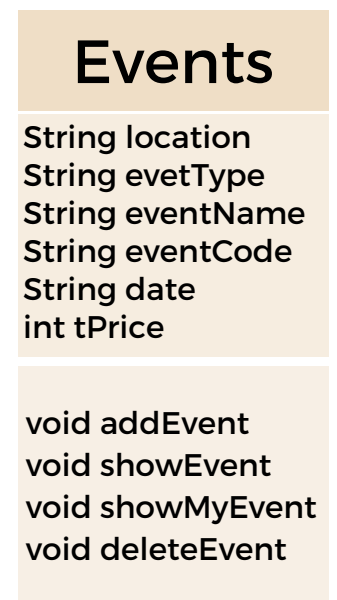 Events
String location
String evetType
String eventName
String eventCode
String date
int tPrice
void addEvent
void showEvent
void showMyEvent
void deleteEvent